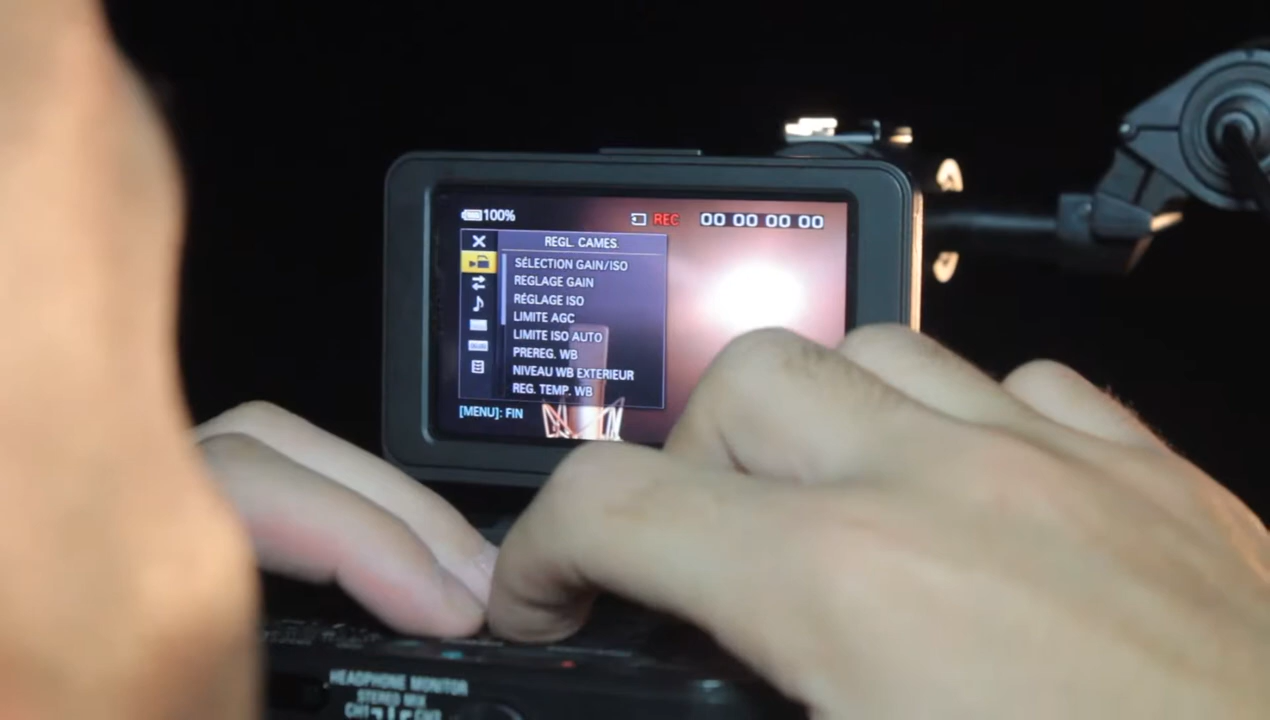 100%
REC 00 00 00 00
REGL. CAMES.
SÉLECTION GAIN/ISO
REGLAGE GAIN
RÉGLAGE ISO
LIMITE AGC
LIMITE ISO AUTO
PREREG. WB
NIVEAU WB EXTERIEUR
REG. TEMP. WB
[MENU]: FIN
HEADPHONE MONITOR
STEREO MIX
CH1